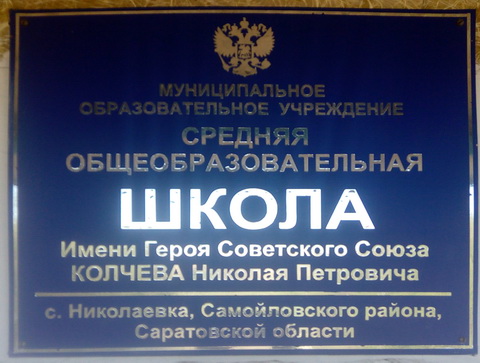 МУНИЦИПАЛЬНОЕ
ОБРАЗОВАТЕЛЬНОЕ УЧРЕЖДЕНИЕ
СРЕДНЯЯ
ОБЩЕОБРАЗОВАТЕЛЬНАЯ
ШКОЛА
Имени Героя Советского Союза
КОЛЧЕВА Николая Петровича
с. Николаевка, Самойловского района,
Саратовской области